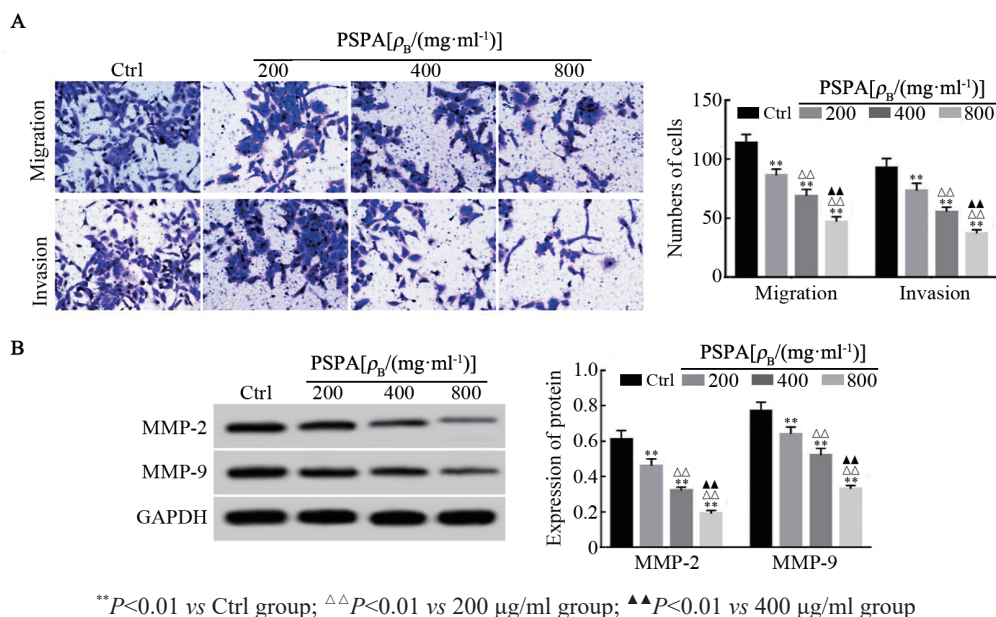 A
PSPA[ρB/(mg·ml-1)]
Ctrl 200 400 800
Migration
Invasion
PSPA[ρB/(mg·ml-1)]
Ctrl 200 400 800
Numbers of cells
150
100
50
0
** △△ ** ▲▲ △△ **
** △△ ** ▲▲ △△ **
Migration Invasion
B
PSPA[ρB/(mg·ml-1)]
Ctrl 200 400 800
MMP-2
MMP-9
GAPDH
PSPA[ρB/(mg·ml-1)]
Ctrl 200 400 800
Expression of protein
0.8
1.0
0.6
0.4
0.2
0
** △△ ** ▲▲ △△ **
** △△ ** ▲▲ △△ **
MMP-2 MMP-9
**P<0.01 vs Ctrl group; △△P<0.01 vs 200 μg/ml group; ▲▲P<0.01 vs 400 μg/ml group